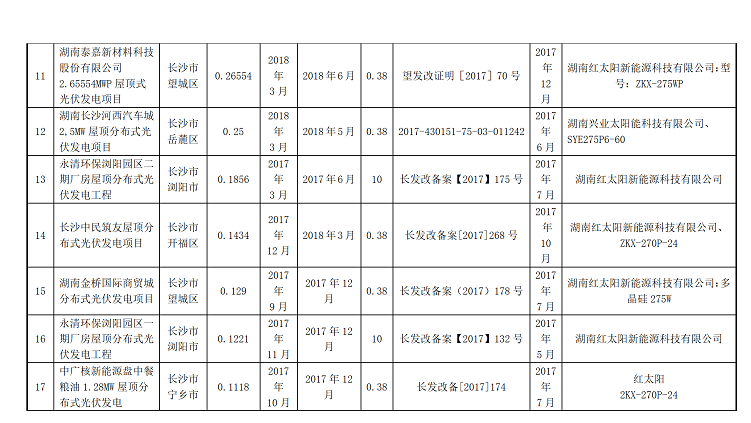 11 湖南泰嘉新材料科技股份有限公司2.65554MWP 屋顶式光伏发电项目 长沙市望城区 0.26554 2018年3月 2018年6月 0.38 望发改证明［2017］70号 2017年12月 湖南红太阳新能源科技有限公司;型号: ZKX-275WP
12 湖南长沙河西汽车城2,5MW 屋顶分布式光伏发电项目 长沙市岳麓区 0.25 2018年3月 2018年5月 0.38 2017-430151-75-03-011242 2017年6月 湖南兴业太阳能科技有限公司、SYE275P6-60
13 永清环保浏阳园区二期厂房屋顶分布式光伏发电工程 长沙市浏阳市 0.1856 2017年3月 2017年6月 10 长发改备案【2017】175号 2017年7月 湖南红太阳新能源科技有限公司
14 长沙中民筑友屋顶分布式光伏发电项目 长沙市开福区 0.1434 2017年12月 2018年3月 0.38 长发改备案[2017]268号 2017年10月 湖南红太阳新能源科技有限公司、ZKX-270P-24
15 湖南金桥国际商贸城分布式光伏发电项目 长沙市望城区 0.129 2017年9月 2017年12月 0.38 长发改备案（2017）178号 2017年7月 湖南红太阳新能源科技有限公司:多晶硅 275W
16 永清环保浏阳园区一期厂房屋顶分布式光伏发电工程 长沙市浏阳市 0.1221 2017年11月 2017年12月 10 长发改备案【2017】132号 2017年5月 湖南红太阳新能源科技有限公司
17 中广核新能源盘中餐粮油 1.28MW 屋顶分布式光伏发电 长沙市宁乡市 0.1118 2017年10月 2017年12月 0.38 长发改备[2017]174 2017年7月 红太阳 2KX-270P-24